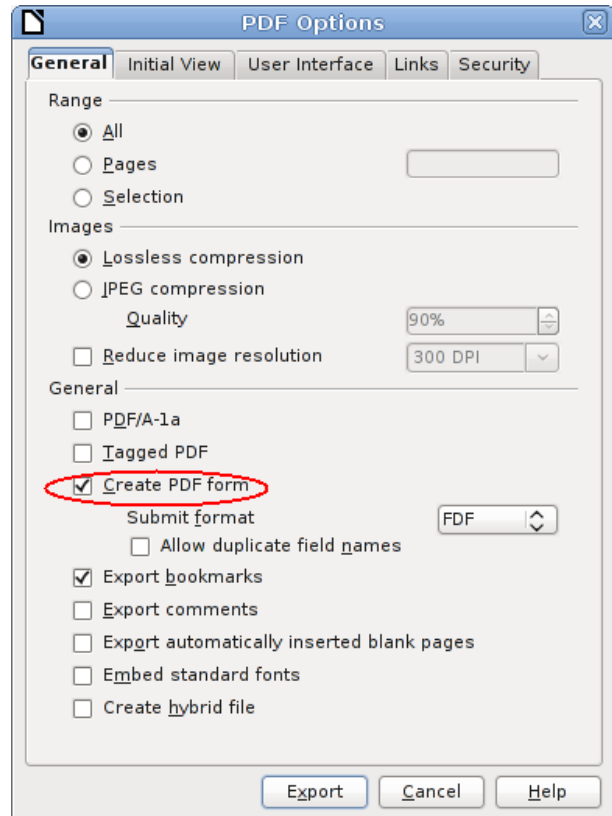 PDF Options
General Initial View User Interface Links Security
Range
All
Pages
Selection
Images
Lossless compression
JPEG compression
Quality 90%
Reduce image resolution 300 DPI
General
PDF/A-1a
Tagged PDF
Create PDF form
Submit format FDF
Allow duplicate field names
Export bookmarks
Export comments
Export automatically inserted blank pages
Embed standard fonts
Create hybrid file
Export Cancel Help